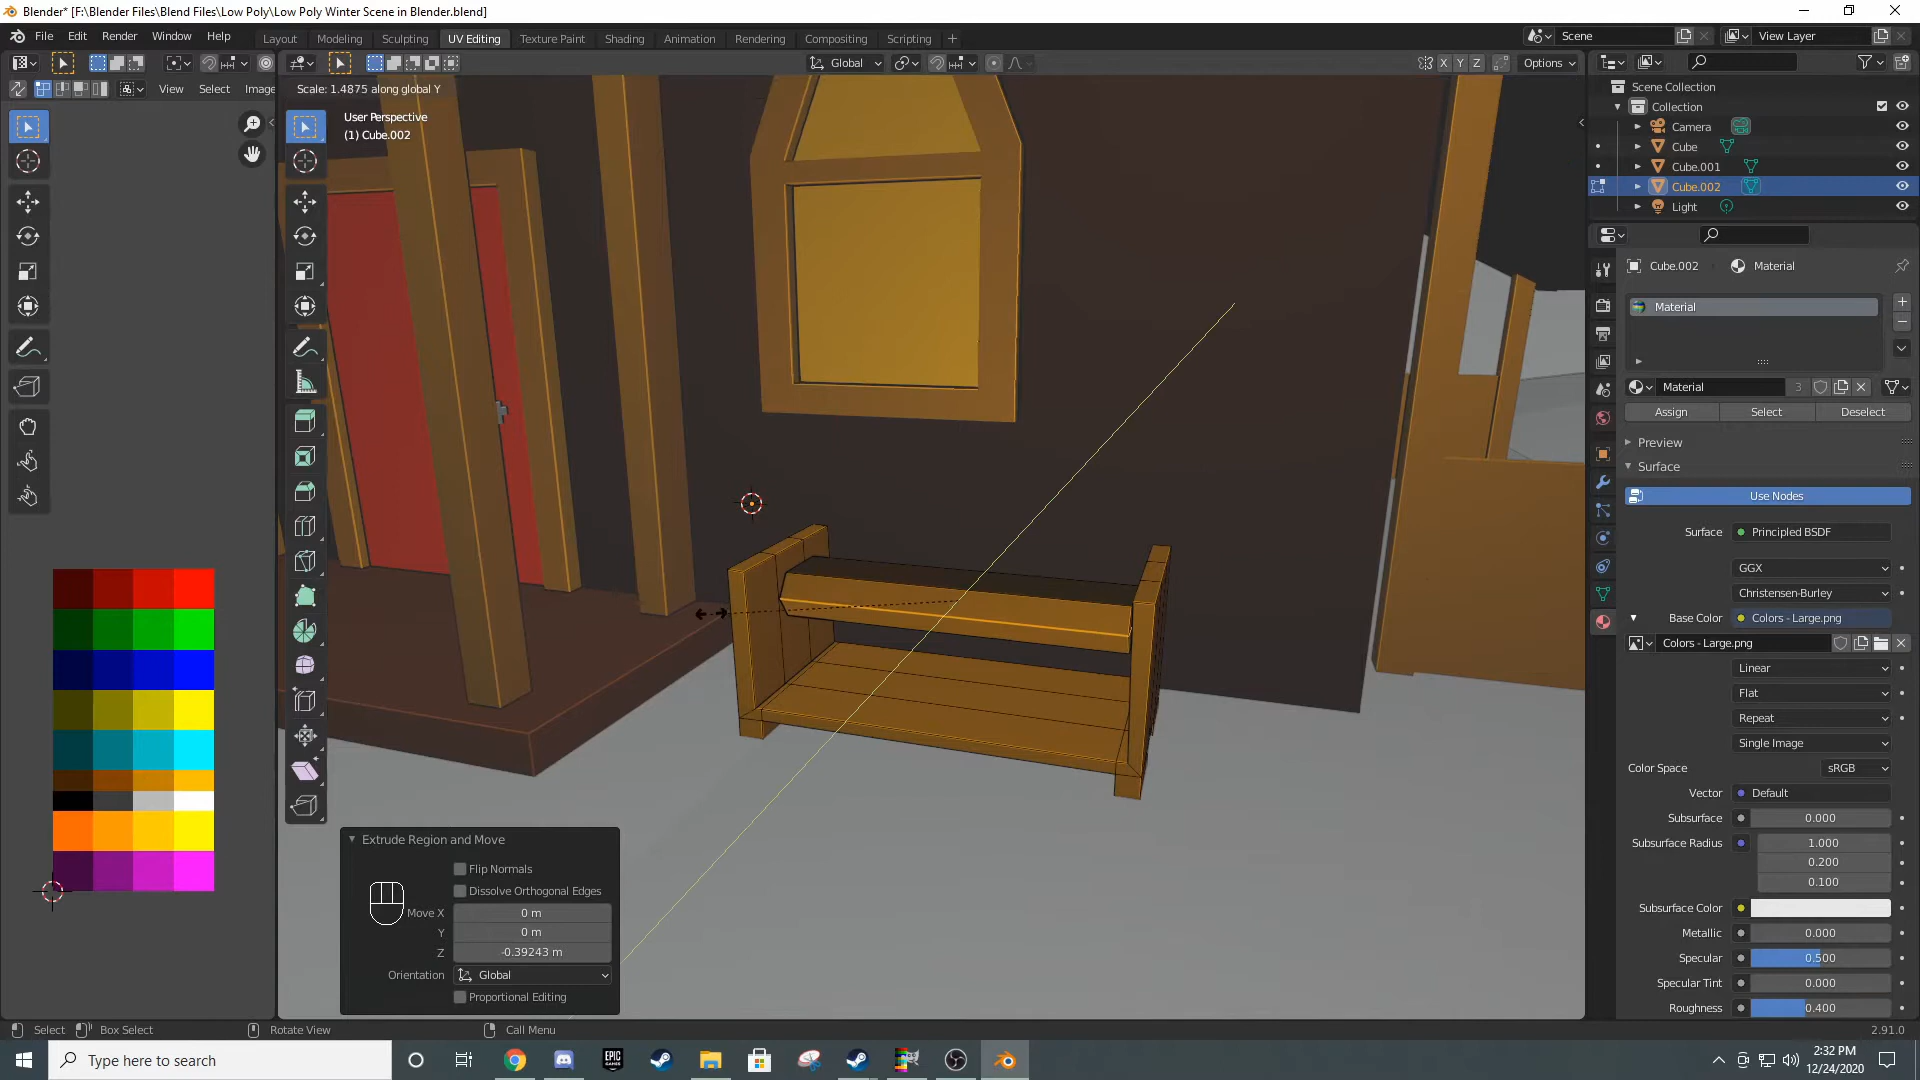 Blender* [F:\Blender Files\Blend Files\Low Poly\Low Poly Winter Scene in Blender.blend]
File Edit Render Window Help
Layout Modeling Sculpting UV Editing Texture Paint Shading Animation Rendering Compositing Scripting +
Scene
View Layer
Global
X Y Z
Options
View Select Image
Scale: 1.4875 along global Y
User Perspective
(1) Cube.002
Scene Collection
Collection
Camera
Cube
Cube.001
Cube.002
Light
Cube.002 Material
Material
Material 3
Assign Select Deselect
Preview
Surface
Use Nodes
Surface Principled BSDF
GGX
Christensen-Burley
Base Color Colors - Large.png
Colors - Large.png
Linear
Flat
Repeat
Single Image
Color Space sRGB
Vector Default
Subsurface 0.000
Subsurface Radius 1.000
0.200
0.100
Subsurface Color
Metallic 0.000
Specular 0.500
Specular Tint 0.000
Roughness 0.400
Extrude Region and Move
Flip Normals
Dissolve Orthogonal Edges
Move X 0 m
Y 0 m
Z -0.39243 m
Orientation Global
Proportional Editing
Select Box Select Rotate View Call Menu 2.91.0
Type here to search
EPIC GAMES
2:32 PM
12/24/2020